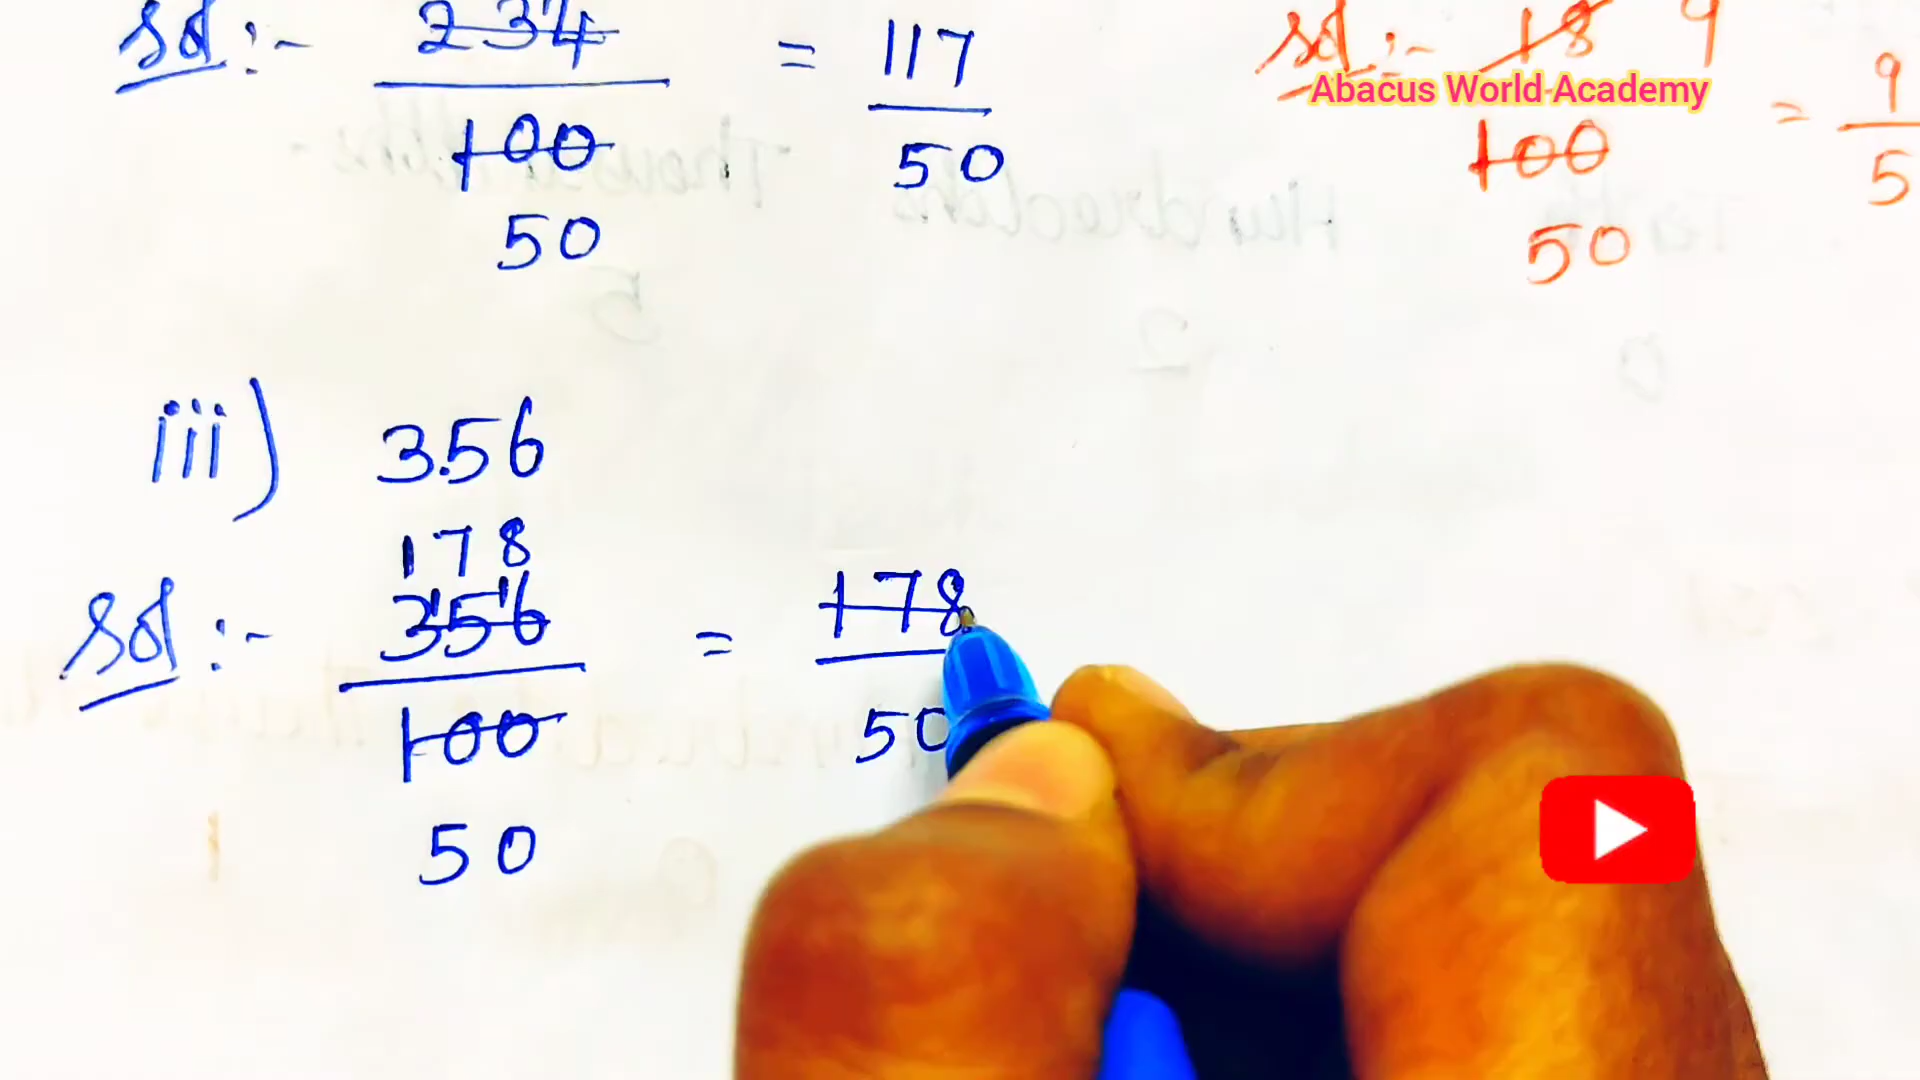 Sol :- 234/100 = 117/50
50
Sol :- 18/100 = 9/5
9
50
Abacus World Academy
iii) 3.56
178
Sol :- 356/100 = 178/50
50